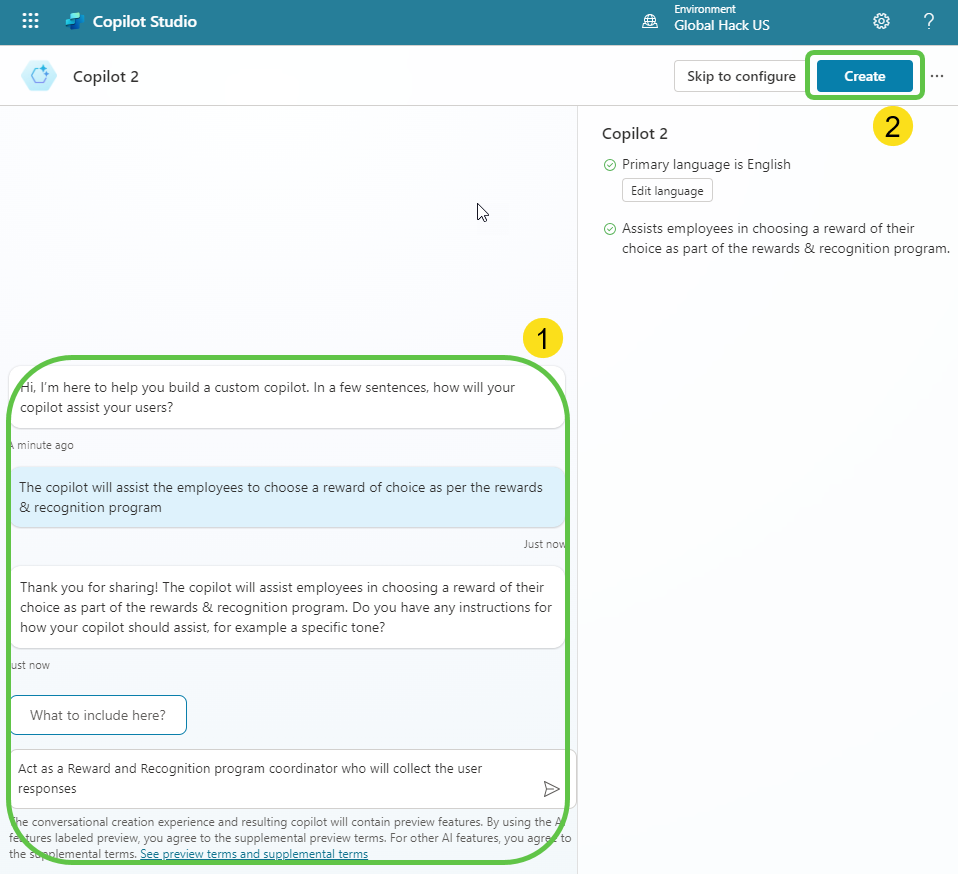 Copilot Studio
Environment
Global Hack US
?
Copilot 2
Skip to configure
Create
2
Copilot 2
Primary language is English
Edit language
Assists employees in choosing a reward of their
choice as part of the rewards & recognition program.
1
Hi, I'm here to help you build a custom copilot. In a few sentences, how will your
copilot assist your users?
A minute ago
The copilot will assist the employees to choose a reward of choice as per the rewards
& recognition program
Just now
Thank you for sharing! The copilot will assist employees in choosing a reward of their
choice as part of the rewards & recognition program. Do you have any instructions for
how your copilot should assist, for example a specific tone?
Just now
What to include here?
Act as a Reward and Recognition program coordinator who will collect the user
responses
The conversational creation experience and resulting copilot will contain preview features. By using the AI
features labeled preview, you agree to the supplemental preview terms. For other AI features, you agree to
the supplemental terms. See preview terms and supplemental terms